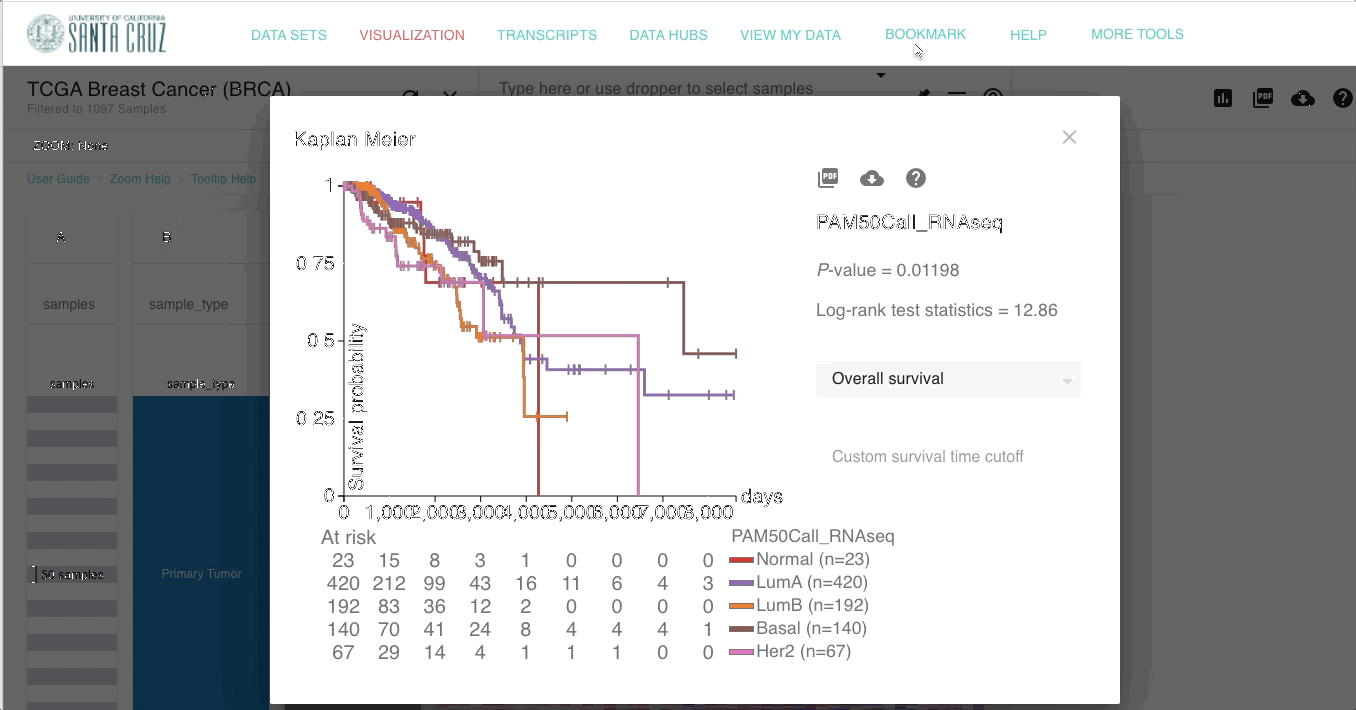 UNIVERSITY OF CALIFORNIA
SANTA CRUZ
DATA SETS VISUALIZATION TRANSCRIPTS DATA HUBS VIEW MY DATA BOOKMARK HELP MORE TOOLS
TCGA Breast Cancer (BRCA)
Filtered to 1097 Samples
Type here or use dropper to select samples
PDF
ZOOM: None
User Guide • Zoom Help • Tooltip Help
A B
samples sample_type
samples sample_type
50 samples
Primary Tumor
Kaplan Meier
PDF
PAM50Call_RNAseq
P-value = 0.01198
Log-rank test statistics = 12.86
Overall survival
Custom survival time cutoff
1
0.75
0.5
0.25
0
Survival probability
0 1,000 2,000 3,000 4,000 5,000 6,000 7,000 8,000
days
At risk
23 15 8 3 1 0 0 0 0
420 212 99 43 16 11 6 4 3
192 83 36 12 2 0 0 0 0
140 70 41 24 8 4 4 4 1
67 29 14 4 1 1 1 0 0
PAM50Call_RNAseq
Normal (n=23)
LumA (n=420)
LumB (n=192)
Basal (n=140)
Her2 (n=67)